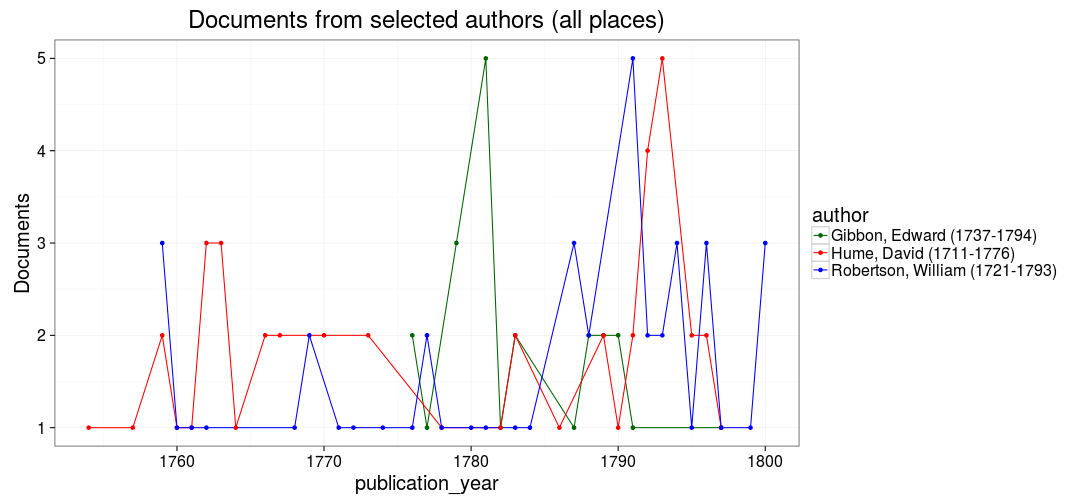 Documents from selected authors (all places)
5
4
3
2
1
Documents
1760
1770
1780
1790
1800
publication_year
author
Gibbon, Edward (1737-1794)
Hume, David (1711-1776)
Robertson, William (1721-1793)